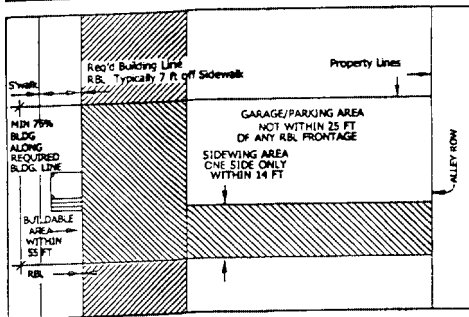 S'walk
Req'd Building Line
RBL Typically 7 ft off Sidewalk
Property Lines
MIN 75%
BLDG
ALONG
REQUIRED
BLDG. LINE
GARAGE/PARKING AREA
NOT WITHIN 25 FT
OF ANY RBL FRONTAGE
SIDEWING AREA
ONE SIDE ONLY
WITHIN 14 FT
ALLEY ROW
BUILDABLE
AREA
WITHIN
55 FT
RBL